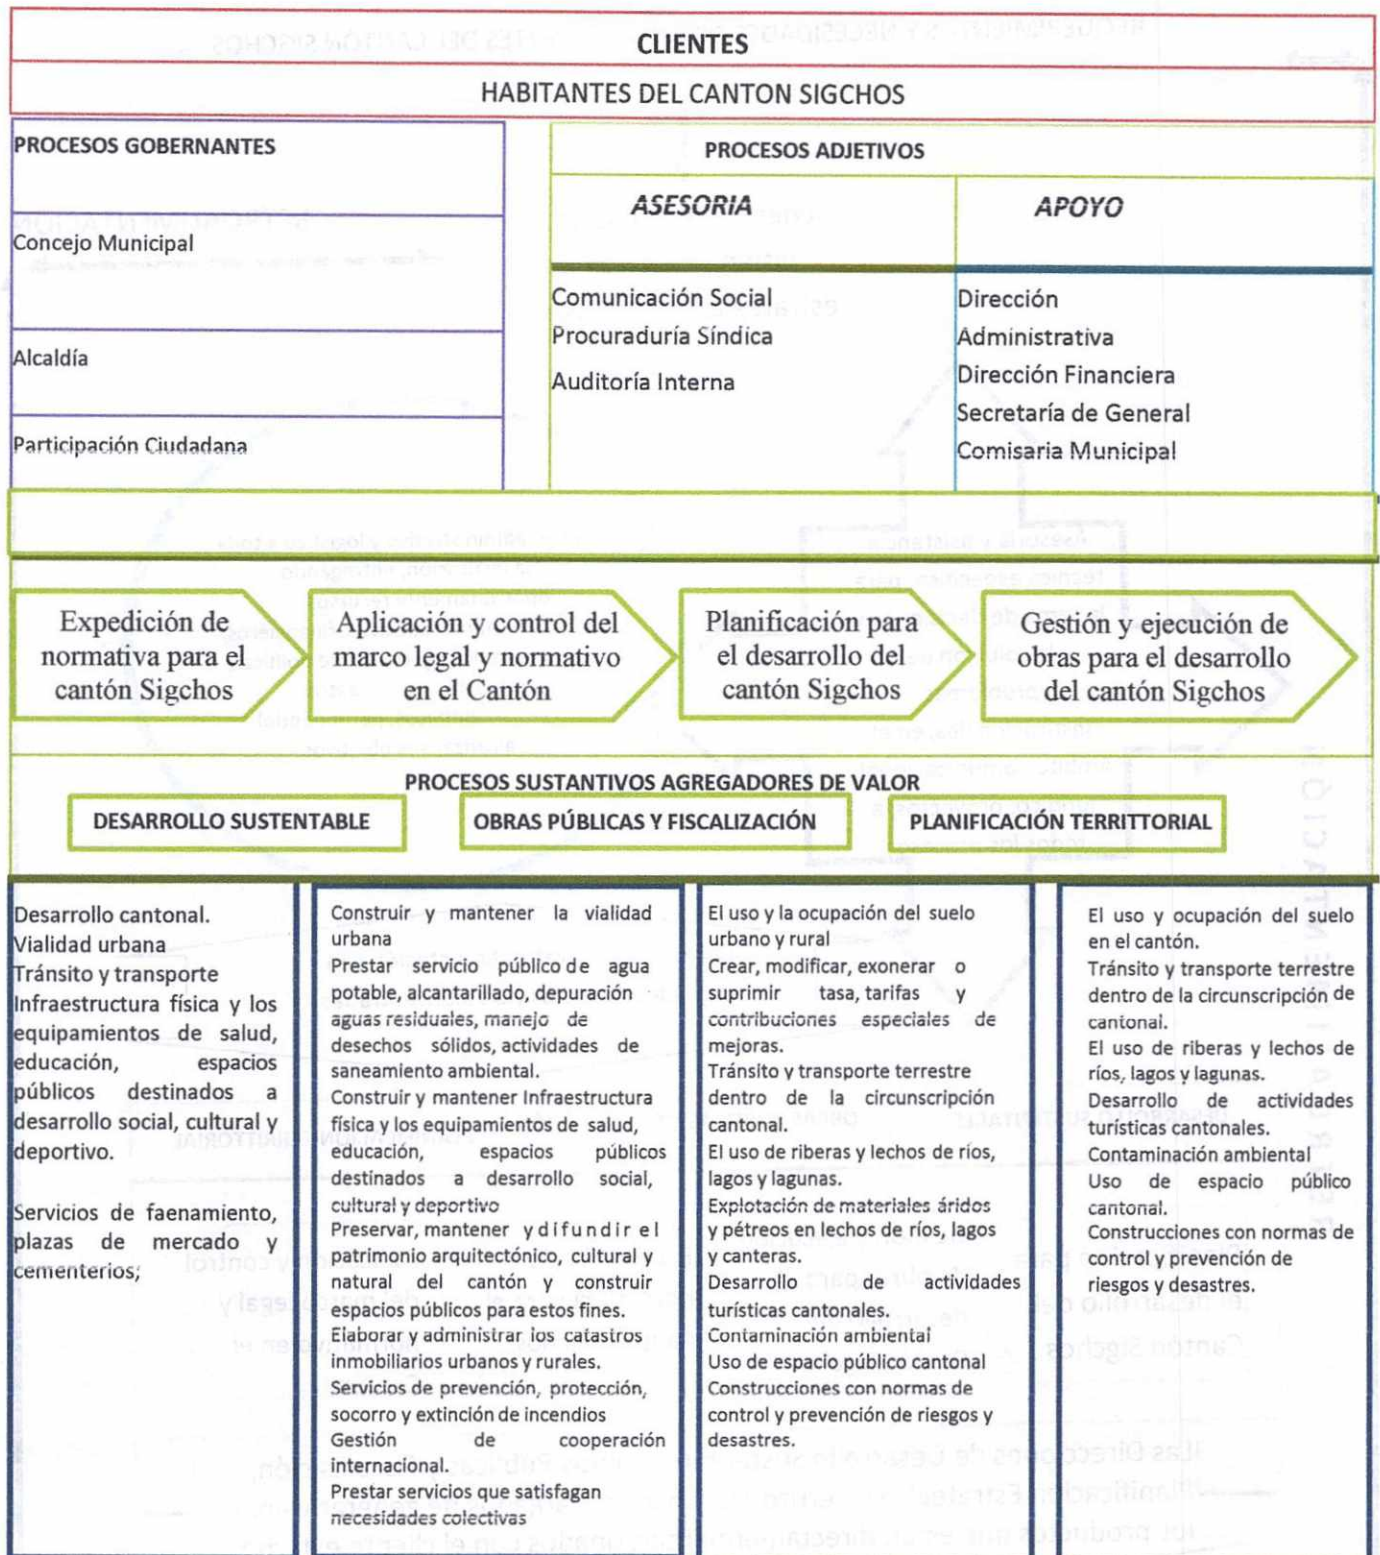 CLIENTES
HABITANTES DEL CANTON SIGCHOS
PROCESOS GOBERNANTES
Concejo Municipal
Alcaldía
Participación Ciudadana
PROCESOS ADJETIVOS
ASESORIA
Comunicación Social
Procuraduría Síndica
Auditoría Interna
APOYO
Dirección
Administrativa
Dirección Financiera
Secretaría de General
Comisaria Municipal
Expedición de
normativa para el
cantón Sigchos
Aplicación y control del
marco legal y normativo
en el Cantón
Planificación para
el desarrollo del
cantón Sigchos
Gestión y ejecución de
obras para el desarrollo
del cantón Sigchos
PROCESOS SUSTANTIVOS AGREGADORES DE VALOR
DESARROLLO SUSTENTABLE
OBRAS PÚBLICAS Y FISCALIZACIÓN
PLANIFICACIÓN TERRITTORIAL
Desarrollo cantonal.
Vialidad urbana
Tránsito y transporte
Infraestructura física y los
equipamientos de salud,
educación, espacios
públicos destinados a
desarrollo social, cultural y
deportivo.
Servicios de faenamiento,
plazas de mercado y
cementerios;
Construir y mantener la vialidad
urbana
Prestar servicio público de agua
potable, alcantarillado, depuración
aguas residuales, manejo de
desechos sólidos, actividades de
saneamiento ambiental.
Construir y mantener Infraestructura
física y los equipamientos de salud,
educación, espacios públicos
destinados a desarrollo social,
cultural y deportivo
Preservar, mantener y difundir el
patrimonio arquitectónico, cultural y
natural del cantón y construir
espacios públicos para estos fines.
Elaborar y administrar los catastros
inmobiliarios urbanos y rurales.
Servicios de prevención, protección,
socorro y extinción de incendios
Gestión de cooperación
internacional.
Prestar servicios que satisfagan
necesidades colectivas
El uso y la ocupación del suelo
urbano y rural
Crear, modificar, exonerar o
suprimir tasa, tarifas y
contribuciones especiales de
mejoras.
Tránsito y transporte terrestre
dentro de la circunscripción
cantonal.
El uso de riberas y lechos de ríos,
lagos y lagunas.
Explotación de materiales áridos
y pétreos en lechos de ríos, lagos
y canteras.
Desarrollo de actividades
turísticas cantonales.
Contaminación ambiental
Uso de espacio público cantonal
Construcciones con normas de
control y prevención de riesgos y
desastres.
El uso y ocupación del suelo
en el cantón.
Tránsito y transporte terrestre
dentro de la circunscripción de
cantonal.
El uso de riberas y lechos de
ríos, lagos y lagunas.
Desarrollo de actividades
turísticas cantonales.
Contaminación ambiental
Uso de espacio público
cantonal.
Construcciones con normas de
control y prevención de
riesgos y desastres.